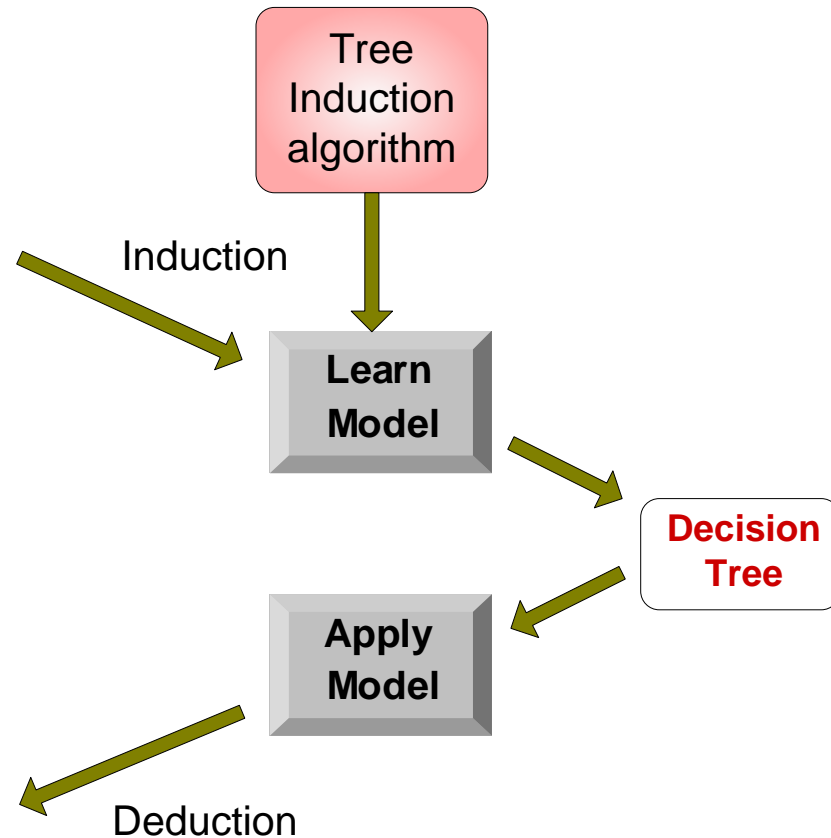 Tree
Induction
algorithm
Induction
Learn
Model
Decision
Tree
Apply
Model
Deduction